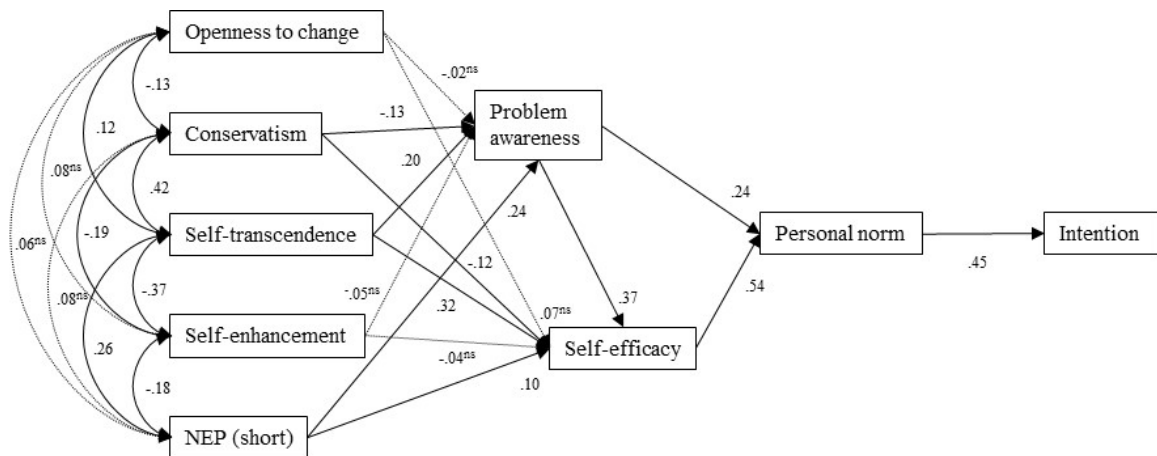 Openness to change
-.02ns
-.13
Problem
awareness
Conservatism
-.13
.12
.20
.08ns
.42
.24
.24
Self-transcendence
Personal norm
Intention
-.19
.06ns
-.12
.45
-.37
-.05ns
.54
.08ns
.32
.37
.07ns
Self-enhancement
Self-efficacy
.26
-.04ns
-.18
.10
NEP (short)